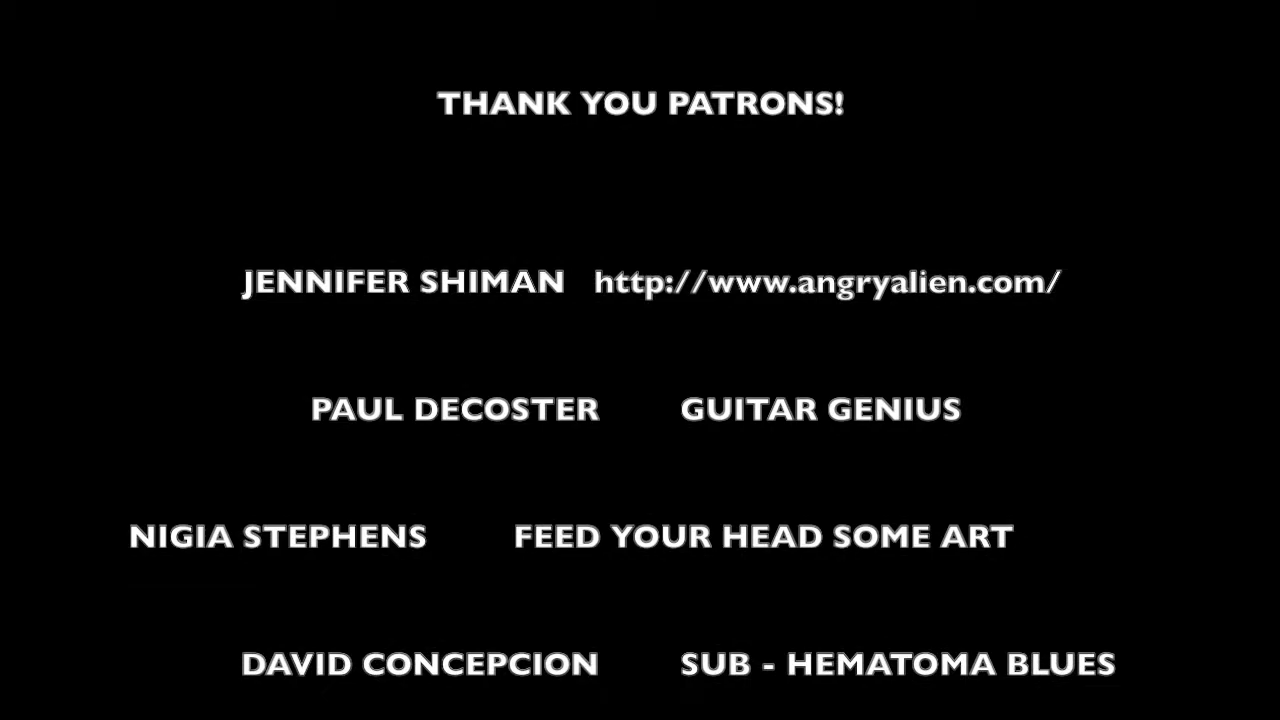 THANK YOU PATRONS!
JENNIFER SHIMAN http://www.angryalien.com/
PAUL DECOSTER GUITAR GENIUS
NIGIA STEPHENS FEED YOUR HEAD SOME ART
DAVID CONCEPCION SUB - HEMATOMA BLUES